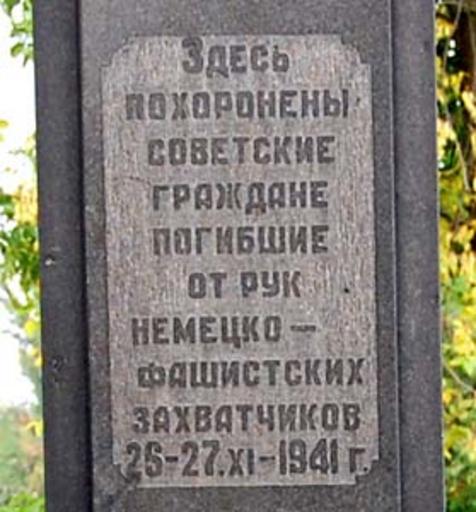 Здесь
похоронены
советские
граждане
погибшие
от рук
немецко –
фашистских
захватчиков
26-27.XI-1941 г.